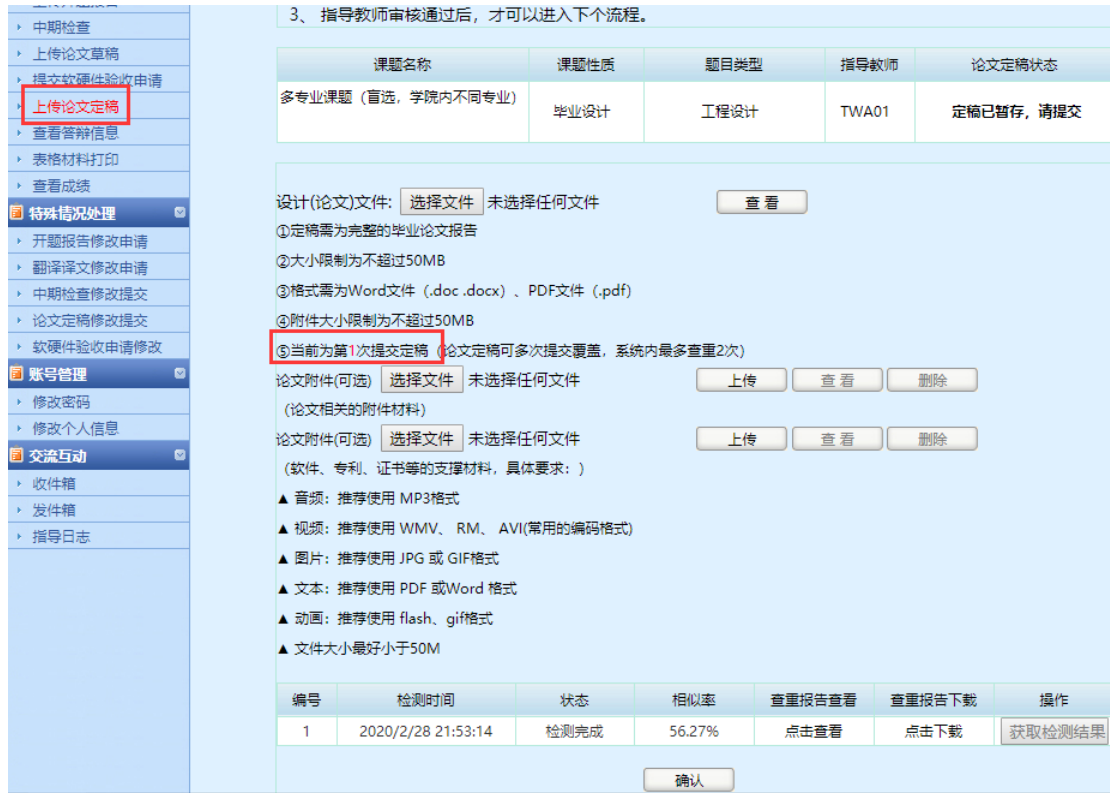 中期检查
上传论文草稿
提交软硬件验收申请
上传论文定稿
查看答辩信息
表格材料打印
查看成绩
特殊情况处理
开题报告修改申请
翻译译文修改申请
中期检查修改提交
论文定稿修改提交
软硬件验收申请修改
账号管理
修改密码
修改个人信息
交流互动
收件箱
发件箱
指导日志
3、 指导教师审核通过后，才可以进入下个流程。
课题名称 课题性质 题目类型 指导教师 论文定稿状态
多专业课题（盲选，学院内不同专业） 毕业设计 工程设计 TWA01 定稿已暂存，请提交
设计(论文)文件: 选择文件 未选择任何文件 查 看
①定稿需为完整的毕业论文报告
②大小限制为不超过50MB
③格式需为Word文件（.doc .docx）、PDF文件（.pdf）
④附件大小限制为不超过50MB
⑤当前为第1次提交定稿（论文定稿可多次提交覆盖，系统内最多查重2次）
论文附件(可选) 选择文件 未选择任何文件 上传 查 看 删除
（论文相关的附件材料）
论文附件(可选) 选择文件 未选择任何文件 上传 查 看 删除
（软件、专利、证书等的支撑材料，具体要求：）
▲ 音频：推荐使用 MP3格式
▲ 视频：推荐使用 WMV、 RM、 AVI(常用的编码格式)
▲ 图片：推荐使用 JPG 或 GIF格式
▲ 文本：推荐使用 PDF 或Word 格式
▲ 动画：推荐使用 flash、gif格式
▲ 文件大小最好小于50M
编号 检测时间 状态 相似率 查重报告查看 查重报告下载 操作
1 2020/2/28 21:53:14 检测完成 56.27% 点击查看 点击下载 获取检测结果
确认